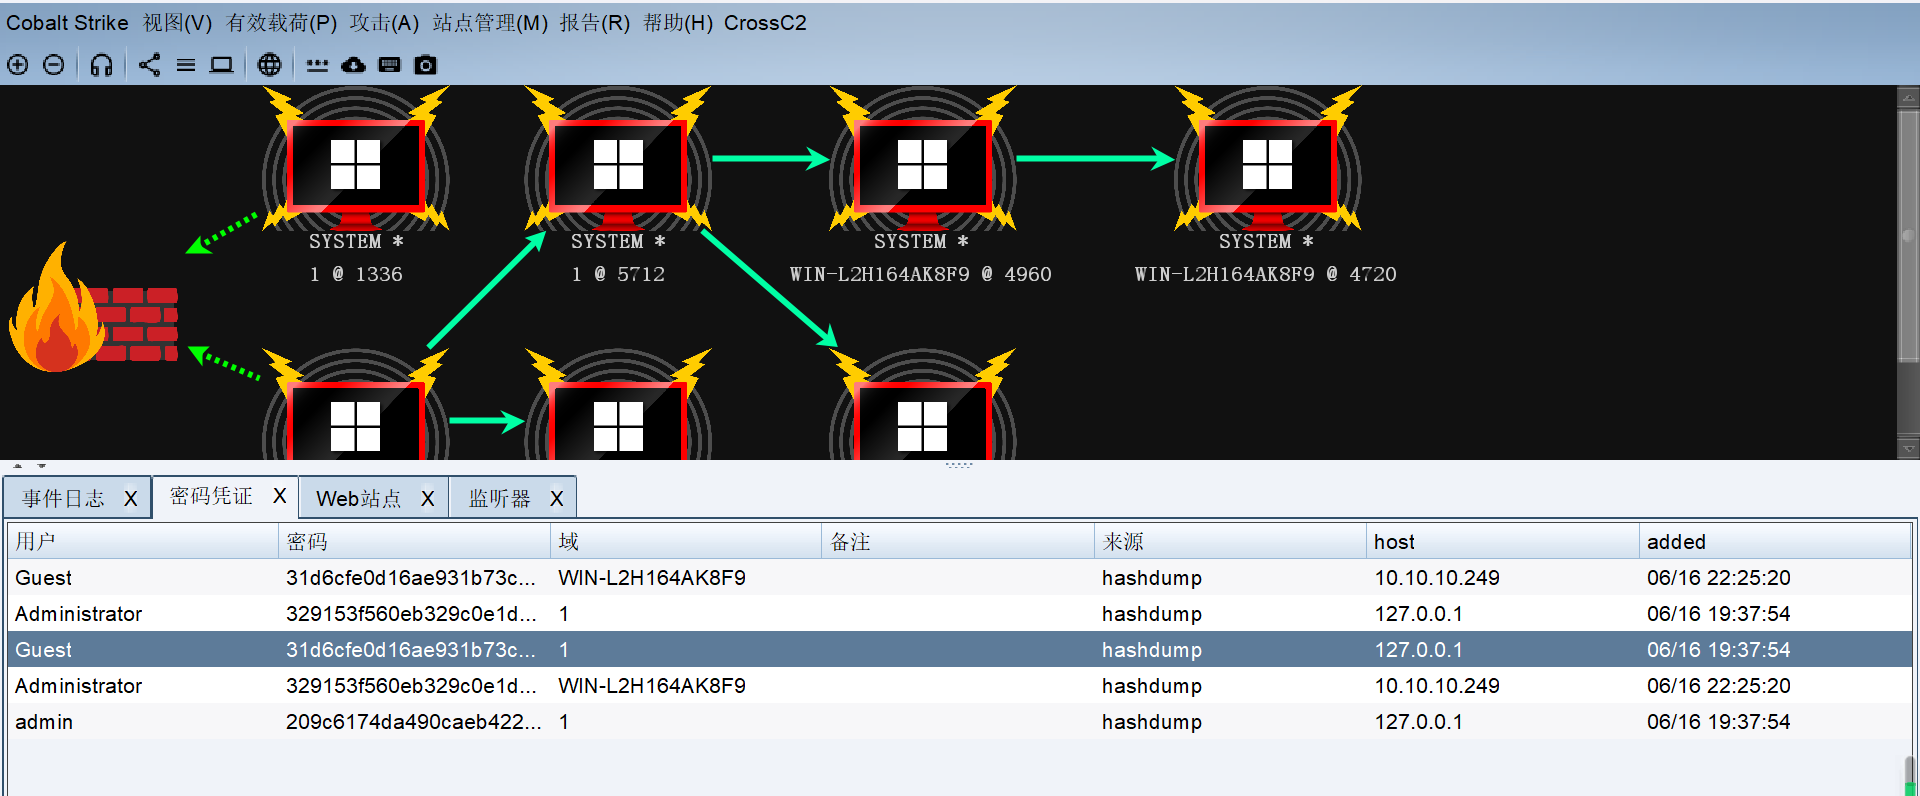 Cobalt Strike 视图(V) 有效载荷(P) 攻击(A) 站点管理(M) 报告(R) 帮助(H) CrossC2
SYSTEM * SYSTEM * SYSTEM * SYSTEM *
1 @ 1336 1 @ 5712 WIN-L2H164AK8F9 @ 4960 WIN-L2H164AK8F9 @ 4720
事件日志 X 密码凭证 X Web站点 X 监听器 X
用户 密码 域 备注 来源 host added
Guest 31d6cfe0d16ae931b73c... WIN-L2H164AK8F9 hashdump 10.10.10.249 06/16 22:25:20
Administrator 329153f560eb329c0e1d... 1 hashdump 127.0.0.1 06/16 19:37:54
Guest 31d6cfe0d16ae931b73c... 1 hashdump 127.0.0.1 06/16 19:37:54
Administrator 329153f560eb329c0e1d... WIN-L2H164AK8F9 hashdump 10.10.10.249 06/16 22:25:20
admin 209c6174da490caeb422... 1 hashdump 127.0.0.1 06/16 19:37:54